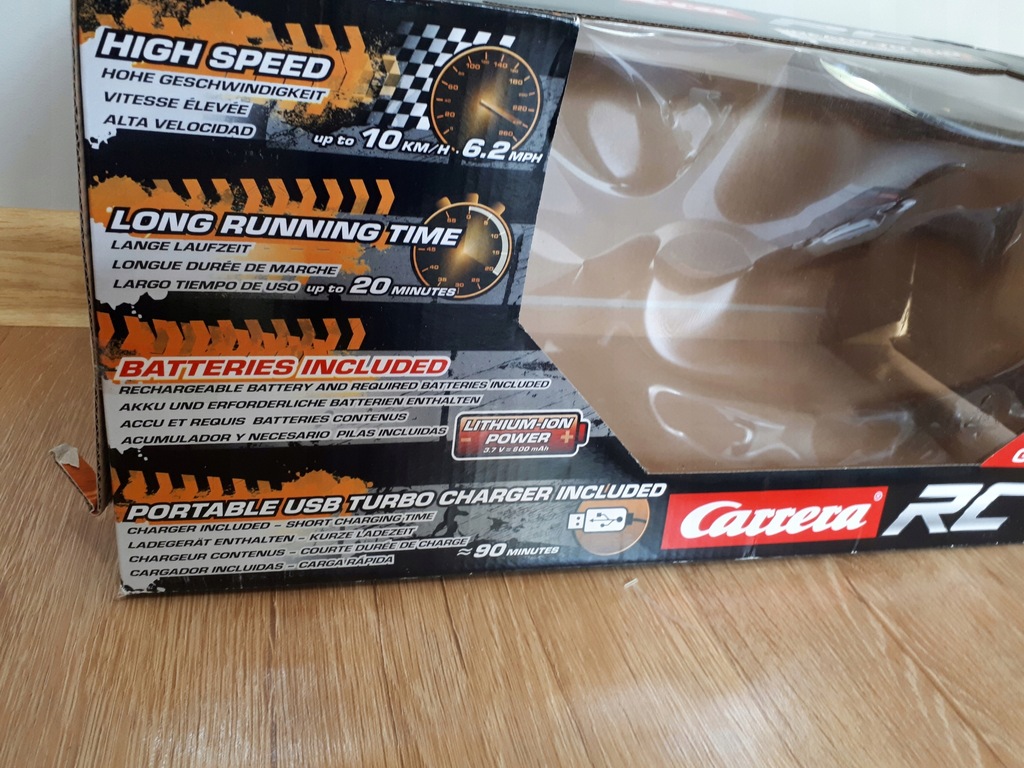 HIGH SPEED
HOHE GESCHWINDIGKEIT
VITESSE ÉLEVÉE
ALTA VELOCIDAD
up to 10 KM/H · 6.2 MPH
LONG RUNNING TIME
LANGE LAUFZEIT
LONGUE DURÉE DE MARCHE
LARGO TIEMPO DE USO up to 20 MINUTES
BATTERIES INCLUDED
RECHARGEABLE BATTERY AND REQUIRED BATTERIES INCLUDED
AKKU UND ERFORDERLICHE BATTERIEN ENTHALTEN
ACCU ET REQUIS BATTERIES CONTENUS
ACUMULADOR Y NECESARIO PILAS INCLUIDAS
LITHIUM-ION
POWER
3.7 V = 600 mAh
PORTABLE USB TURBO CHARGER INCLUDED
CHARGER INCLUDED – SHORT CHARGING TIME
LADEGERÄT ENTHALTEN – KURZE LADEZEIT
CHARGEUR CONTENUS – COURTE DURÉE DE CHARGE
CARGADOR INCLUIDAS – CARGA RÁPIDA
≈ 90 MINUTES
Carrera® RC